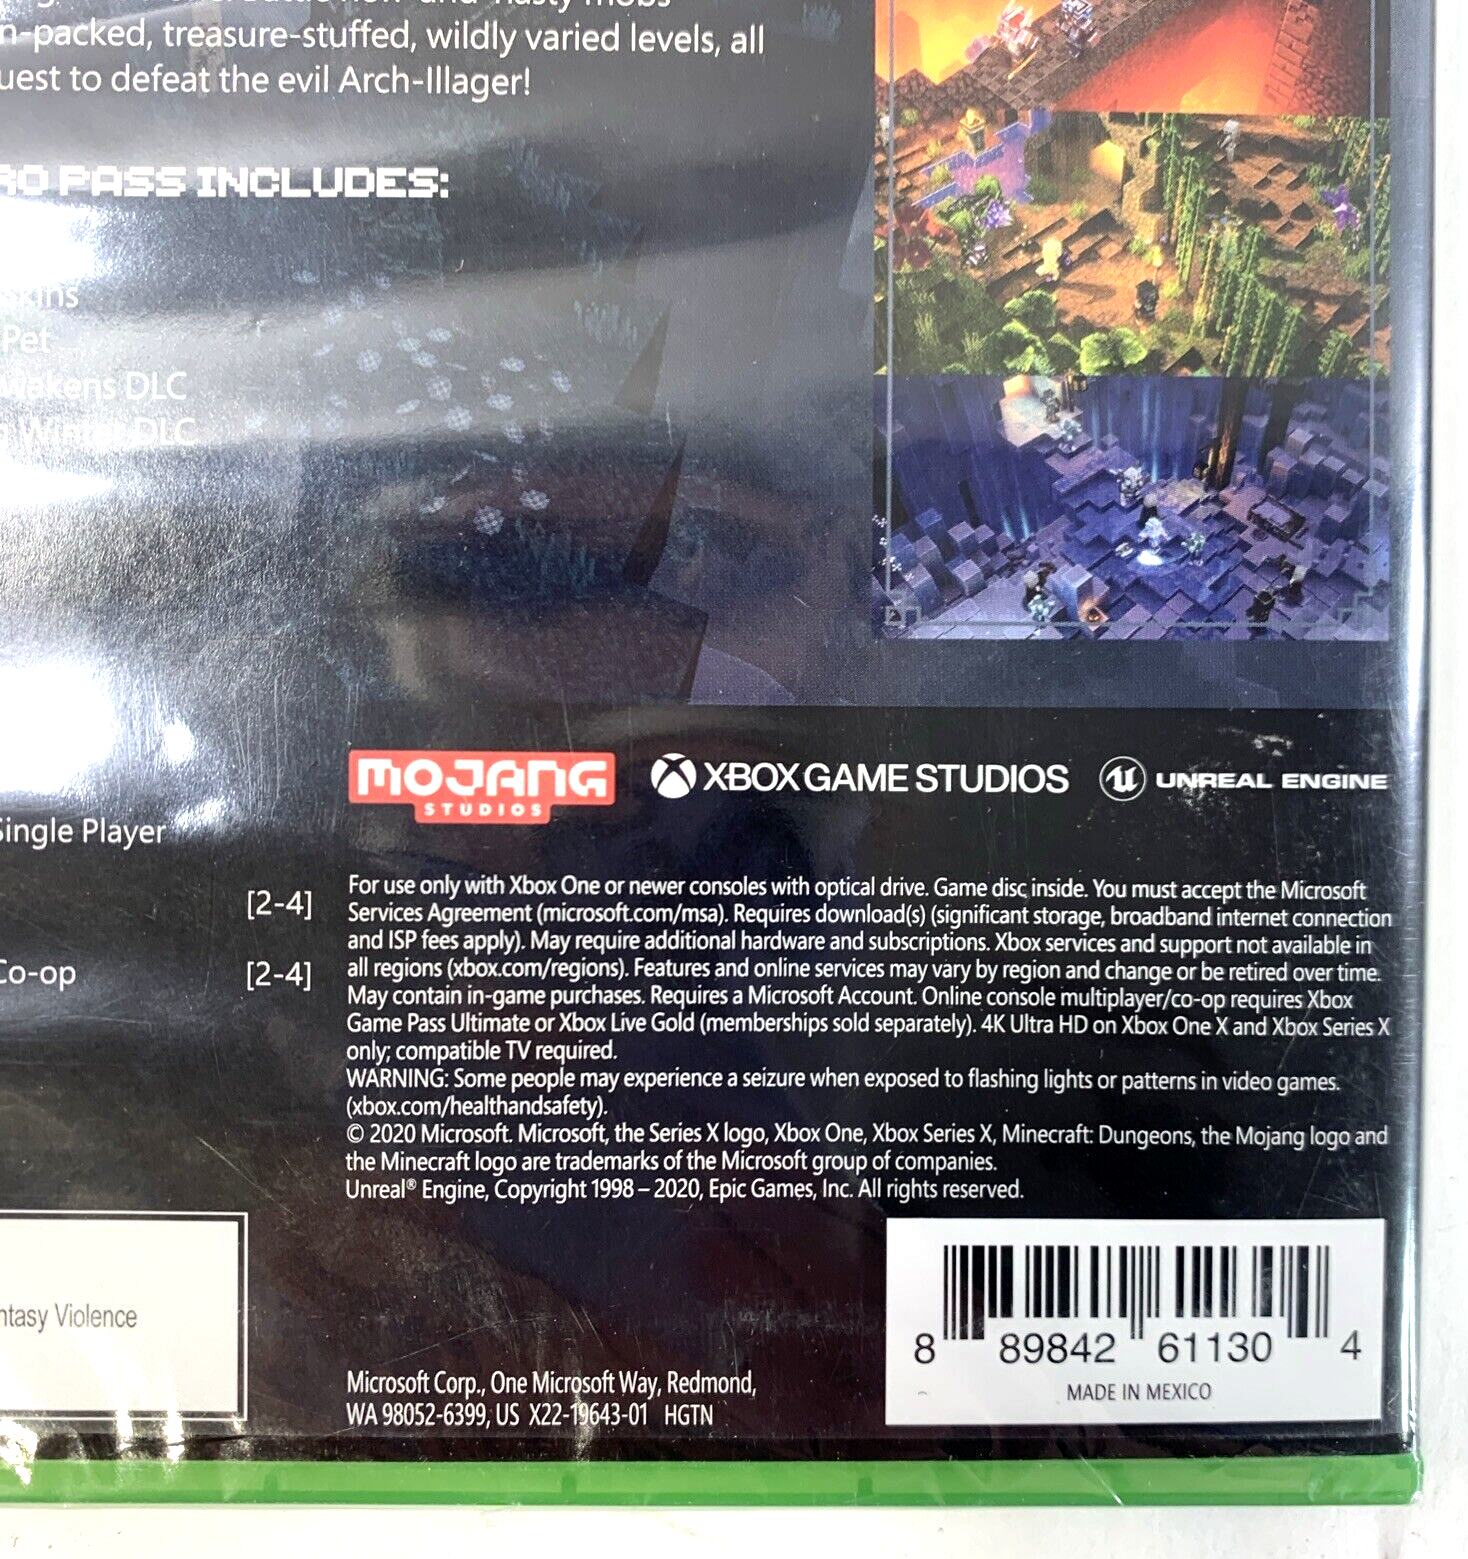 n-packed, treasure-stuffed, wildly varied levels, all
uest to defeat the evil Arch-Illager!
RO PASS INCLUDES:
skins
Pet
wakens DLC
Winter DLC
MOJANG
STUDIOS
XBOX GAME STUDIOS
UNREAL ENGINE
Single Player
[2-4]
Co-op
[2-4]
For use only with Xbox One or newer consoles with optical drive. Game disc inside. You must accept the Microsoft
Services Agreement (microsoft.com/msa). Requires download(s) (significant storage, broadband internet connection
and ISP fees apply). May require additional hardware and subscriptions. Xbox services and support not available in
all regions (xbox.com/regions). Features and online services may vary by region and change or be retired over time.
May contain in-game purchases. Requires a Microsoft Account. Online console multiplayer/co-op requires Xbox
Game Pass Ultimate or Xbox Live Gold (memberships sold separately). 4K Ultra HD on Xbox One X and Xbox Series X
only; compatible TV required.
WARNING: Some people may experience a seizure when exposed to flashing lights or patterns in video games.
(xbox.com/healthandsafety).
© 2020 Microsoft. Microsoft, the Series X logo, Xbox One, Xbox Series X, Minecraft: Dungeons, the Mojang logo and
the Minecraft logo are trademarks of the Microsoft group of companies.
Unreal® Engine, Copyright 1998 – 2020, Epic Games, Inc. All rights reserved.
ntasy Violence
Microsoft Corp., One Microsoft Way, Redmond,
WA 98052-6399, US X22-19643-01 HGTN
8 89842 61130 4
MADE IN MEXICO